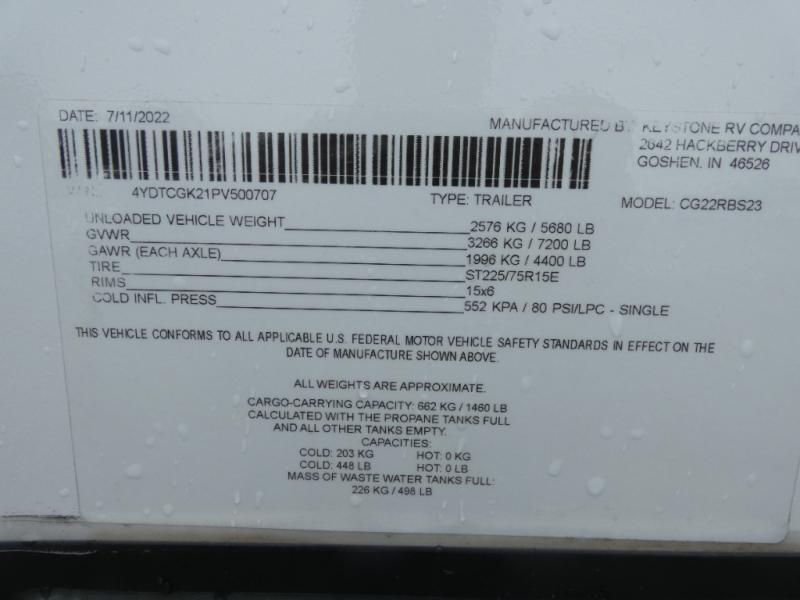 DATE: 7/11/2022
MANUFACTURED BY: KEYSTONE RV COMPA
2642 HACKBERRY DRIV
GOSHEN, IN 46526
4YDTCGK21PV500707 TYPE: TRAILER MODEL: CG22RBS23
UNLOADED VEHICLE WEIGHT 2576 KG / 5680 LB
GVWR 3266 KG / 7200 LB
GAWR (EACH AXLE) 1996 KG / 4400 LB
TIRE ST225/75R15E
RIMS 15x6
COLD INFL. PRESS 552 KPA / 80 PSI/LPC - SINGLE
THIS VEHICLE CONFORMS TO ALL APPLICABLE U.S. FEDERAL MOTOR VEHICLE SAFETY STANDARDS IN EFFECT ON THE
DATE OF MANUFACTURE SHOWN ABOVE.
ALL WEIGHTS ARE APPROXIMATE.
CARGO-CARRYING CAPACITY: 662 KG / 1460 LB
CALCULATED WITH THE PROPANE TANKS FULL
AND ALL OTHER TANKS EMPTY.
CAPACITIES:
COLD: 203 KG HOT: 0 KG
COLD: 448 LB HOT: 0 LB
MASS OF WASTE WATER TANKS FULL:
226 KG / 498 LB